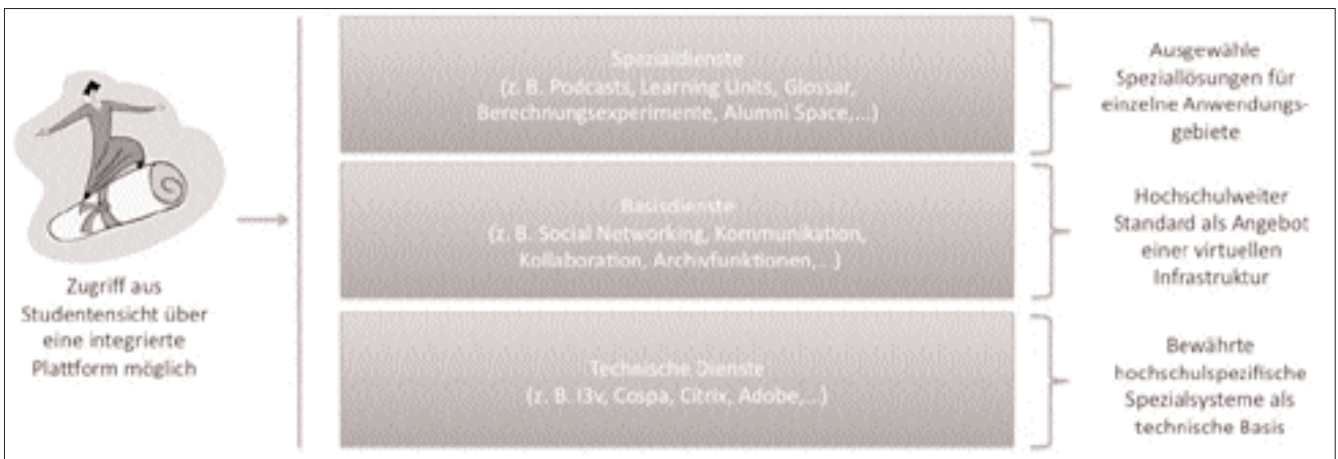 Zugriff aus
Studentensicht über
eine integrierte
Plattform möglich
Spezialdienste
(z. B. Podcasts, Learning Units, Glossar,
Berechnungsexperimente, Alumni Space,...)
Basisdienste
(z. B. Social Networking, Kommunikation,
Kollaboration, Archivfunktionen,...)
Technische Dienste
(z. B. I3v, Cospa, Citrix, Adobe,...)
Ausgewähle
Speziallösungen für
einzelne Anwendungs-
gebiete
Hochschulweiter
Standard als Angebot
einer virtuellen
Infrastruktur
Bewährte
hochschulspezifische
Spezialsysteme als
technische Basis